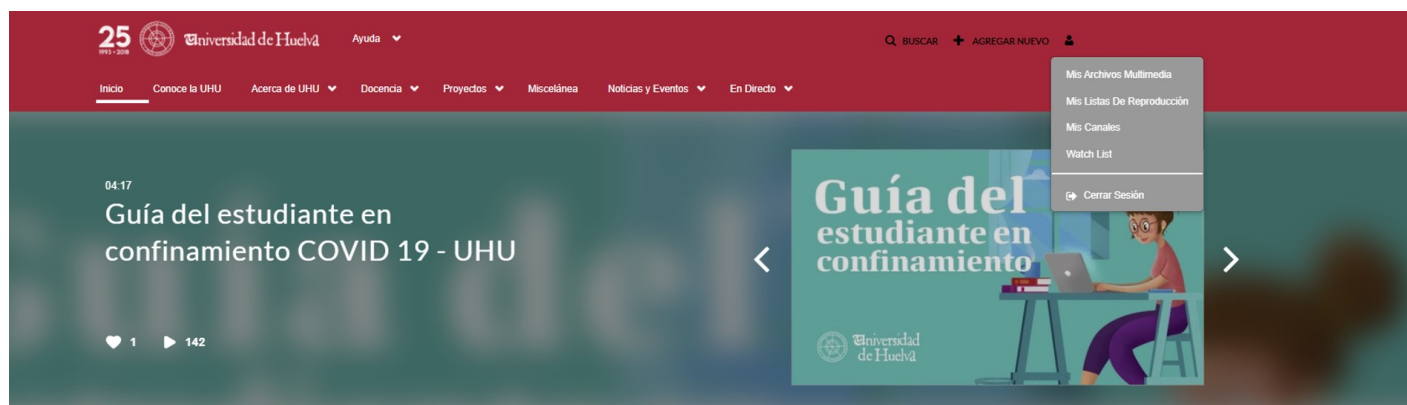 25
1993 - 2018
Universidad de Huelva
Ayuda
BUSCAR
AGREGAR NUEVO
Inicio
Conoce la UHU
Acerca de UHU
Docencia
Proyectos
Miscelánea
Noticias y Eventos
En Directo
Mis Archivos Multimedia
Mis Listas De Reproducción
Mis Canales
Watch List
Cerrar Sesión
04:17
Guía del estudiante en
confinamiento COVID 19 - UHU
1
142
Guía del
estudiante en
confinamiento
Universidad
de Huelva